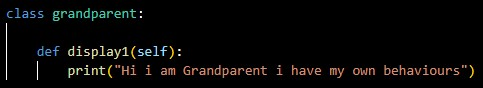 class grandparent:
def display1(self):
print("Hi i am Grandparent i have my own behaviours")